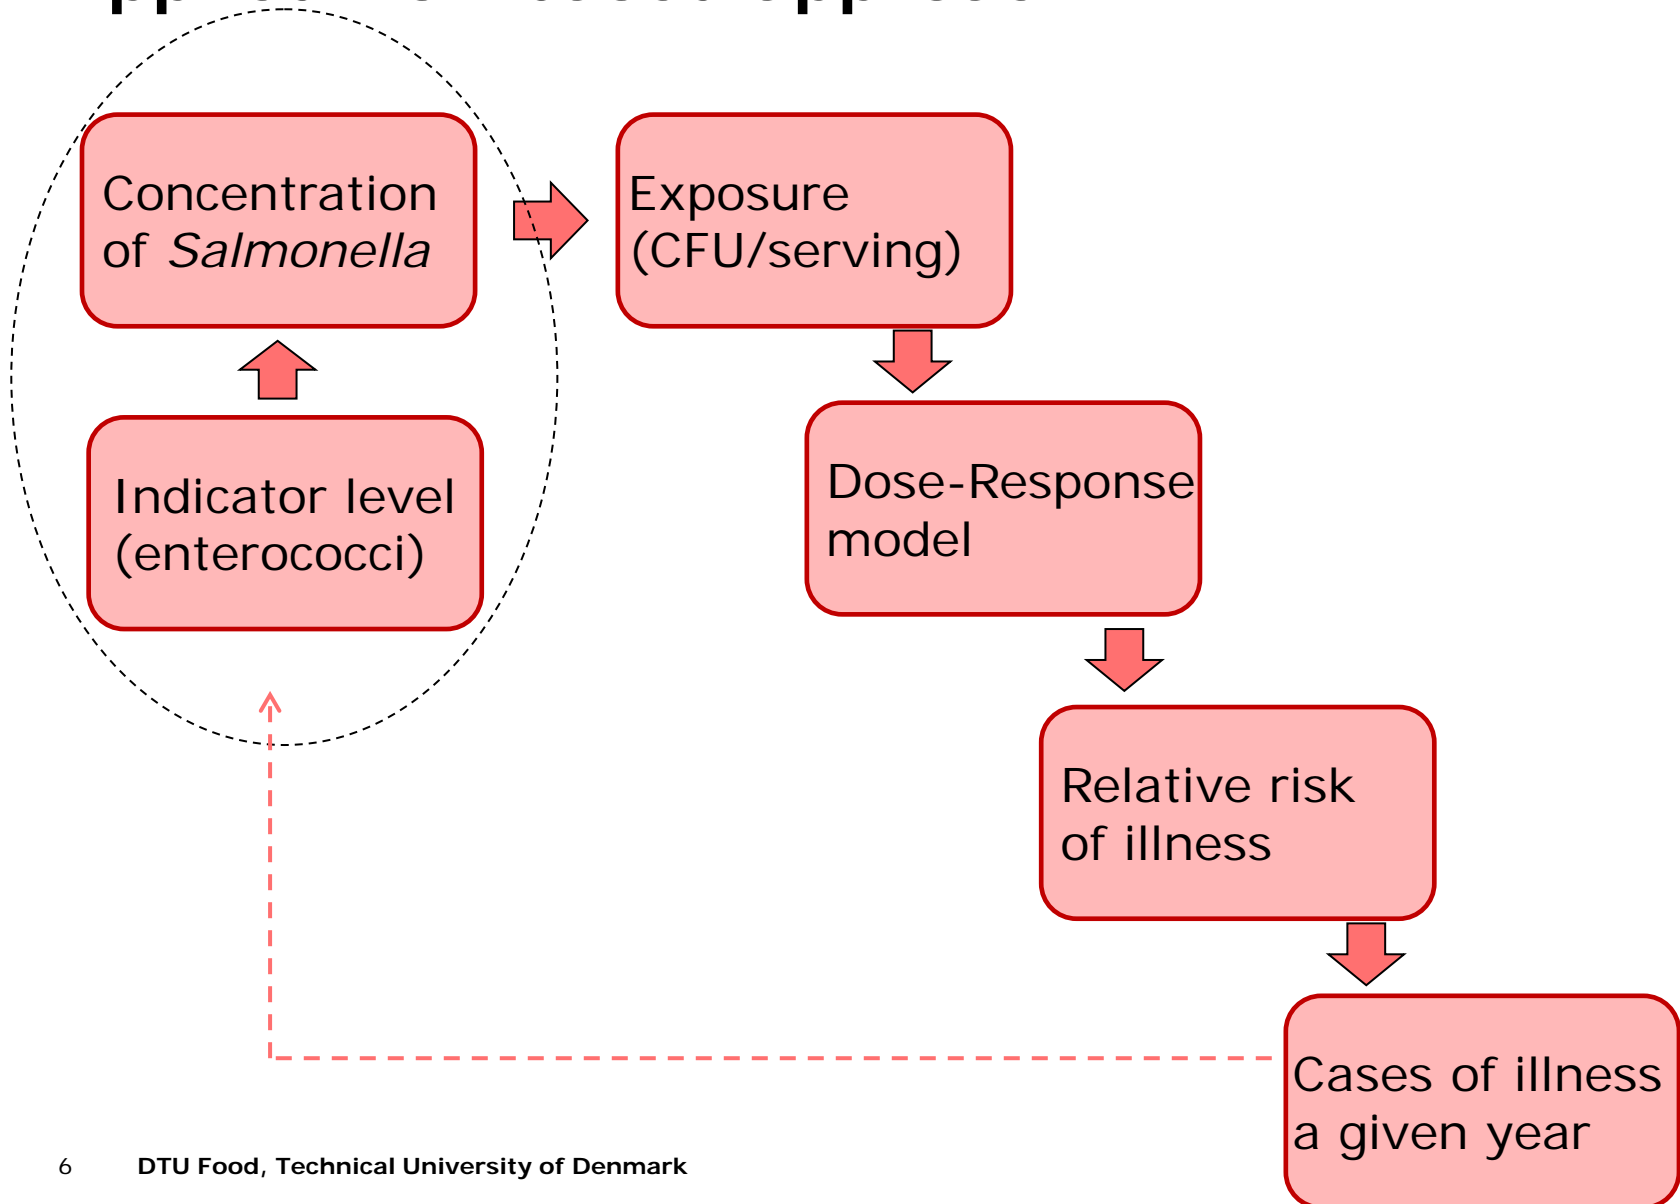 Concentration
of Salmonella
Exposure
(CFU/serving)
Indicator level
(enterococci)
Dose-Response
model
Relative risk
of illness
Cases of illness
a given year
6 DTU Food, Technical University of Denmark